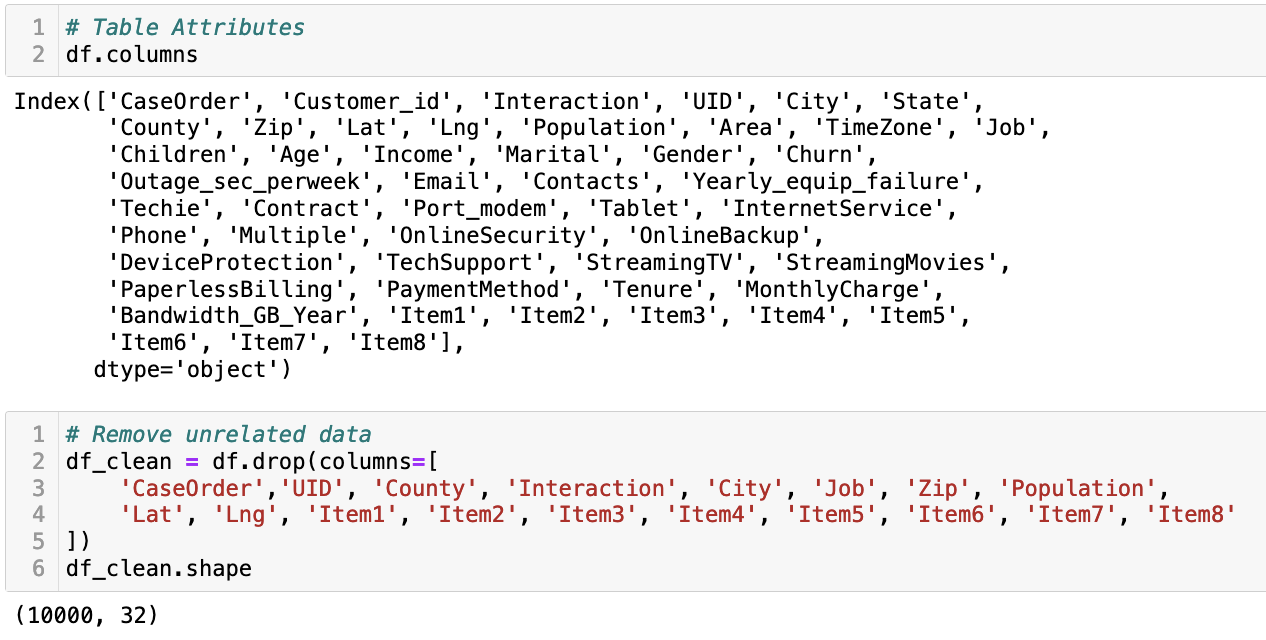 1 # Table Attributes
2 df.columns
Index(['CaseOrder', 'Customer_id', 'Interaction', 'UID', 'City', 'State',
'County', 'Zip', 'Lat', 'Lng', 'Population', 'Area', 'TimeZone', 'Job',
'Children', 'Age', 'Income', 'Marital', 'Gender', 'Churn',
'Outage_sec_perweek', 'Email', 'Contacts', 'Yearly_equip_failure',
'Techie', 'Contract', 'Port_modem', 'Tablet', 'InternetService',
'Phone', 'Multiple', 'OnlineSecurity', 'OnlineBackup',
'DeviceProtection', 'TechSupport', 'StreamingTV', 'StreamingMovies',
'PaperlessBilling', 'PaymentMethod', 'Tenure', 'MonthlyCharge',
'Bandwidth_GB_Year', 'Item1', 'Item2', 'Item3', 'Item4', 'Item5',
'Item6', 'Item7', 'Item8'],
dtype='object')
1 # Remove unrelated data
2 df_clean = df.drop(columns=[
3 'CaseOrder','UID', 'County', 'Interaction', 'City', 'Job', 'Zip', 'Population',
4 'Lat', 'Lng', 'Item1', 'Item2', 'Item3', 'Item4', 'Item5', 'Item6', 'Item7', 'Item8'
5 ])
6 df_clean.shape
(10000, 32)